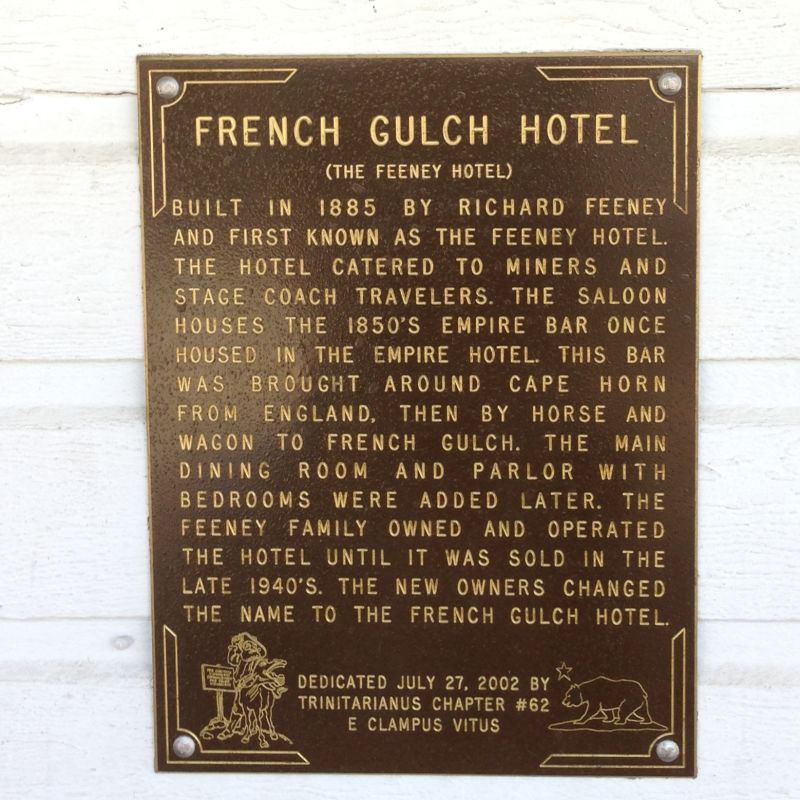 FRENCH GULCH HOTEL
(THE FEENEY HOTEL)
BUILT IN 1885 BY RICHARD FEENEY
AND FIRST KNOWN AS THE FEENEY HOTEL.
THE HOTEL CATERED TO MINERS AND
STAGE COACH TRAVELERS. THE SALOON
HOUSES THE 1850'S EMPIRE BAR ONCE
HOUSED IN THE EMPIRE HOTEL. THIS BAR
WAS BROUGHT AROUND CAPE HORN
FROM ENGLAND, THEN BY HORSE AND
WAGON TO FRENCH GULCH. THE MAIN
DINING ROOM AND PARLOR WITH
BEDROOMS WERE ADDED LATER. THE
FEENEY FAMILY OWNED AND OPERATED
THE HOTEL UNTIL IT WAS SOLD IN THE
LATE 1940'S. THE NEW OWNERS CHANGED
THE NAME TO THE FRENCH GULCH HOTEL.
DEDICATED JULY 27, 2002 BY
TRINITARIANUS CHAPTER #62
E CLAMPUS VITUS